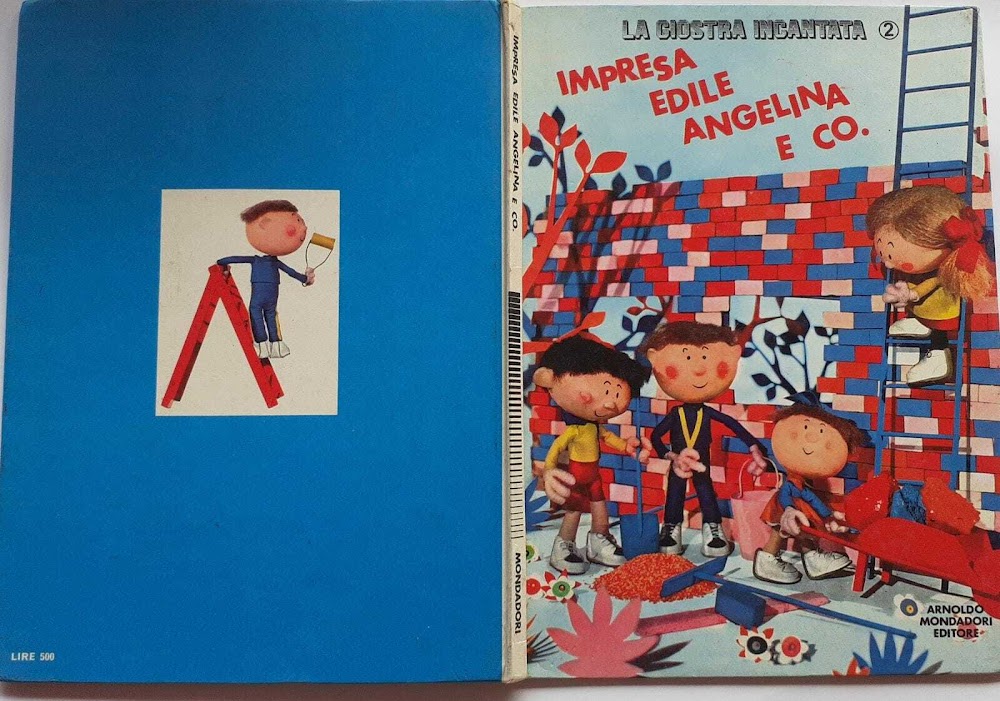 LIRE 500
IMPRESA EDILE ANGELINA E CO.
MONDADORI
LA GIOSTRA INCANTATA 2
IMPRESA
EDILE
ANGELINA
E CO.
ARNOLDO
MONDADORI
EDITORE